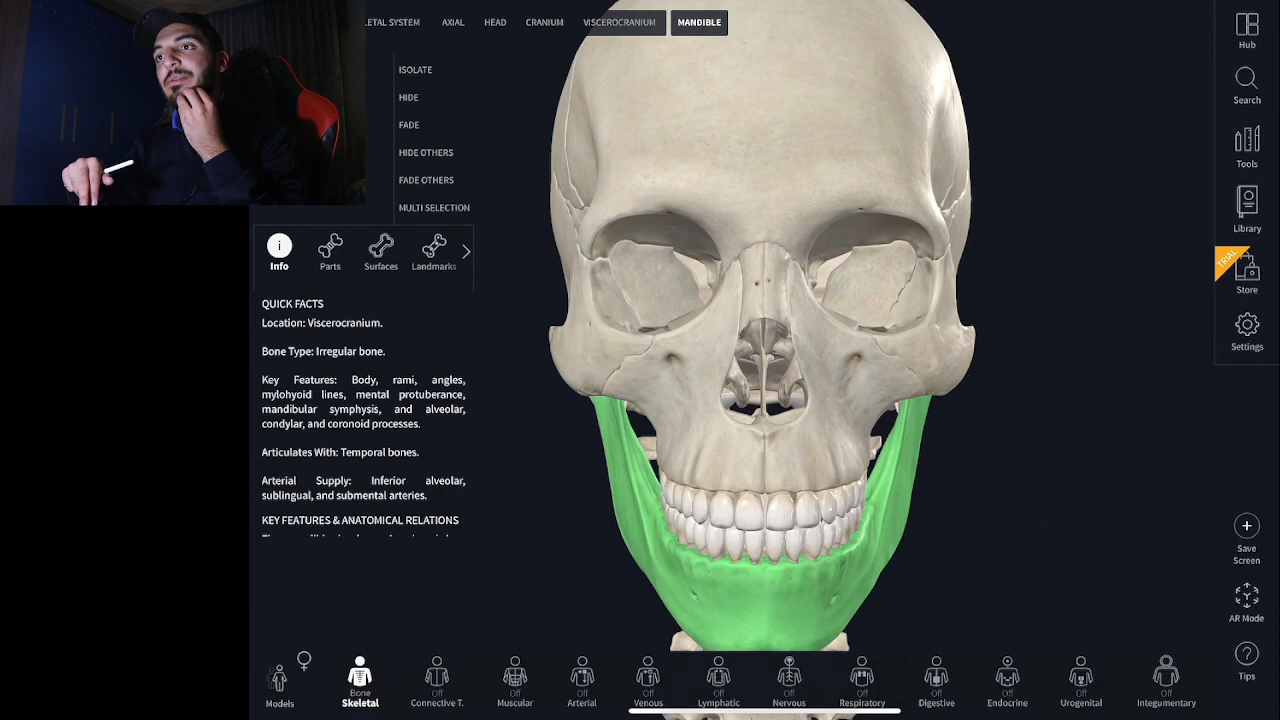 LETAL SYSTEM AXIAL HEAD CRANIUM VISCEROCRANIUM MANDIBLE
ISOLATE
HIDE
FADE
HIDE OTHERS
FADE OTHERS
MULTI SELECTION
Info Parts Surfaces Landmarks
QUICK FACTS
Location: Viscerocranium.
Bone Type: Irregular bone.
Key Features: Body, rami, angles,
mylohyoid lines, mental protuberance,
mandibular symphysis, and alveolar,
condylar, and coronoid processes.
Articulates With: Temporal bones.
Arterial Supply: Inferior alveolar,
sublingual, and submental arteries.
KEY FEATURES & ANATOMICAL RELATIONS
Hub
Search
Tools
Library
TRIAL
Store
Settings
Save
Screen
AR Mode
Tips
Models
Bone
Skeletal
Off
Connective T.
Off
Muscular
Off
Arterial
Off
Venous
Off
Lymphatic
Off
Nervous
Off
Respiratory
Off
Digestive
Off
Endocrine
Off
Urogenital
Off
Integumentary